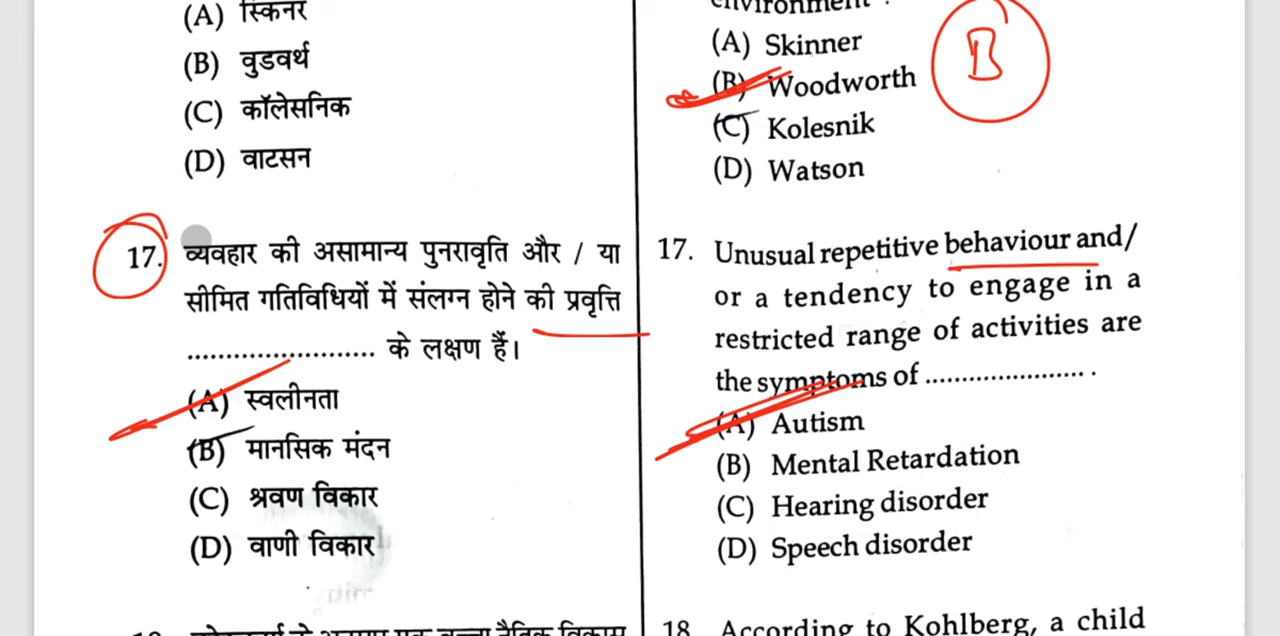 (A) स्किनर
(B) वुडवर्थ
(C) कॉलेसनिक
(D) वाटसन
17. व्यवहार की असामान्य पुनरावृति और / या
सीमित गतिविधियों में संलग्न होने की प्रवृत्ति
........................ के लक्षण हैं।
(A) स्वलीनता
(B) मानसिक मंदन
(C) श्रवण विकार
(D) वाणी विकार
environment :
(A) Skinner
(B) Woodworth
(C) Kolesnik
(D) Watson
B
17. Unusual repetitive behaviour and/
or a tendency to engage in a
restricted range of activities are
the symptoms of ...................... .
(A) Autism
(B) Mental Retardation
(C) Hearing disorder
(D) Speech disorder
18. According to Kohlberg, a child